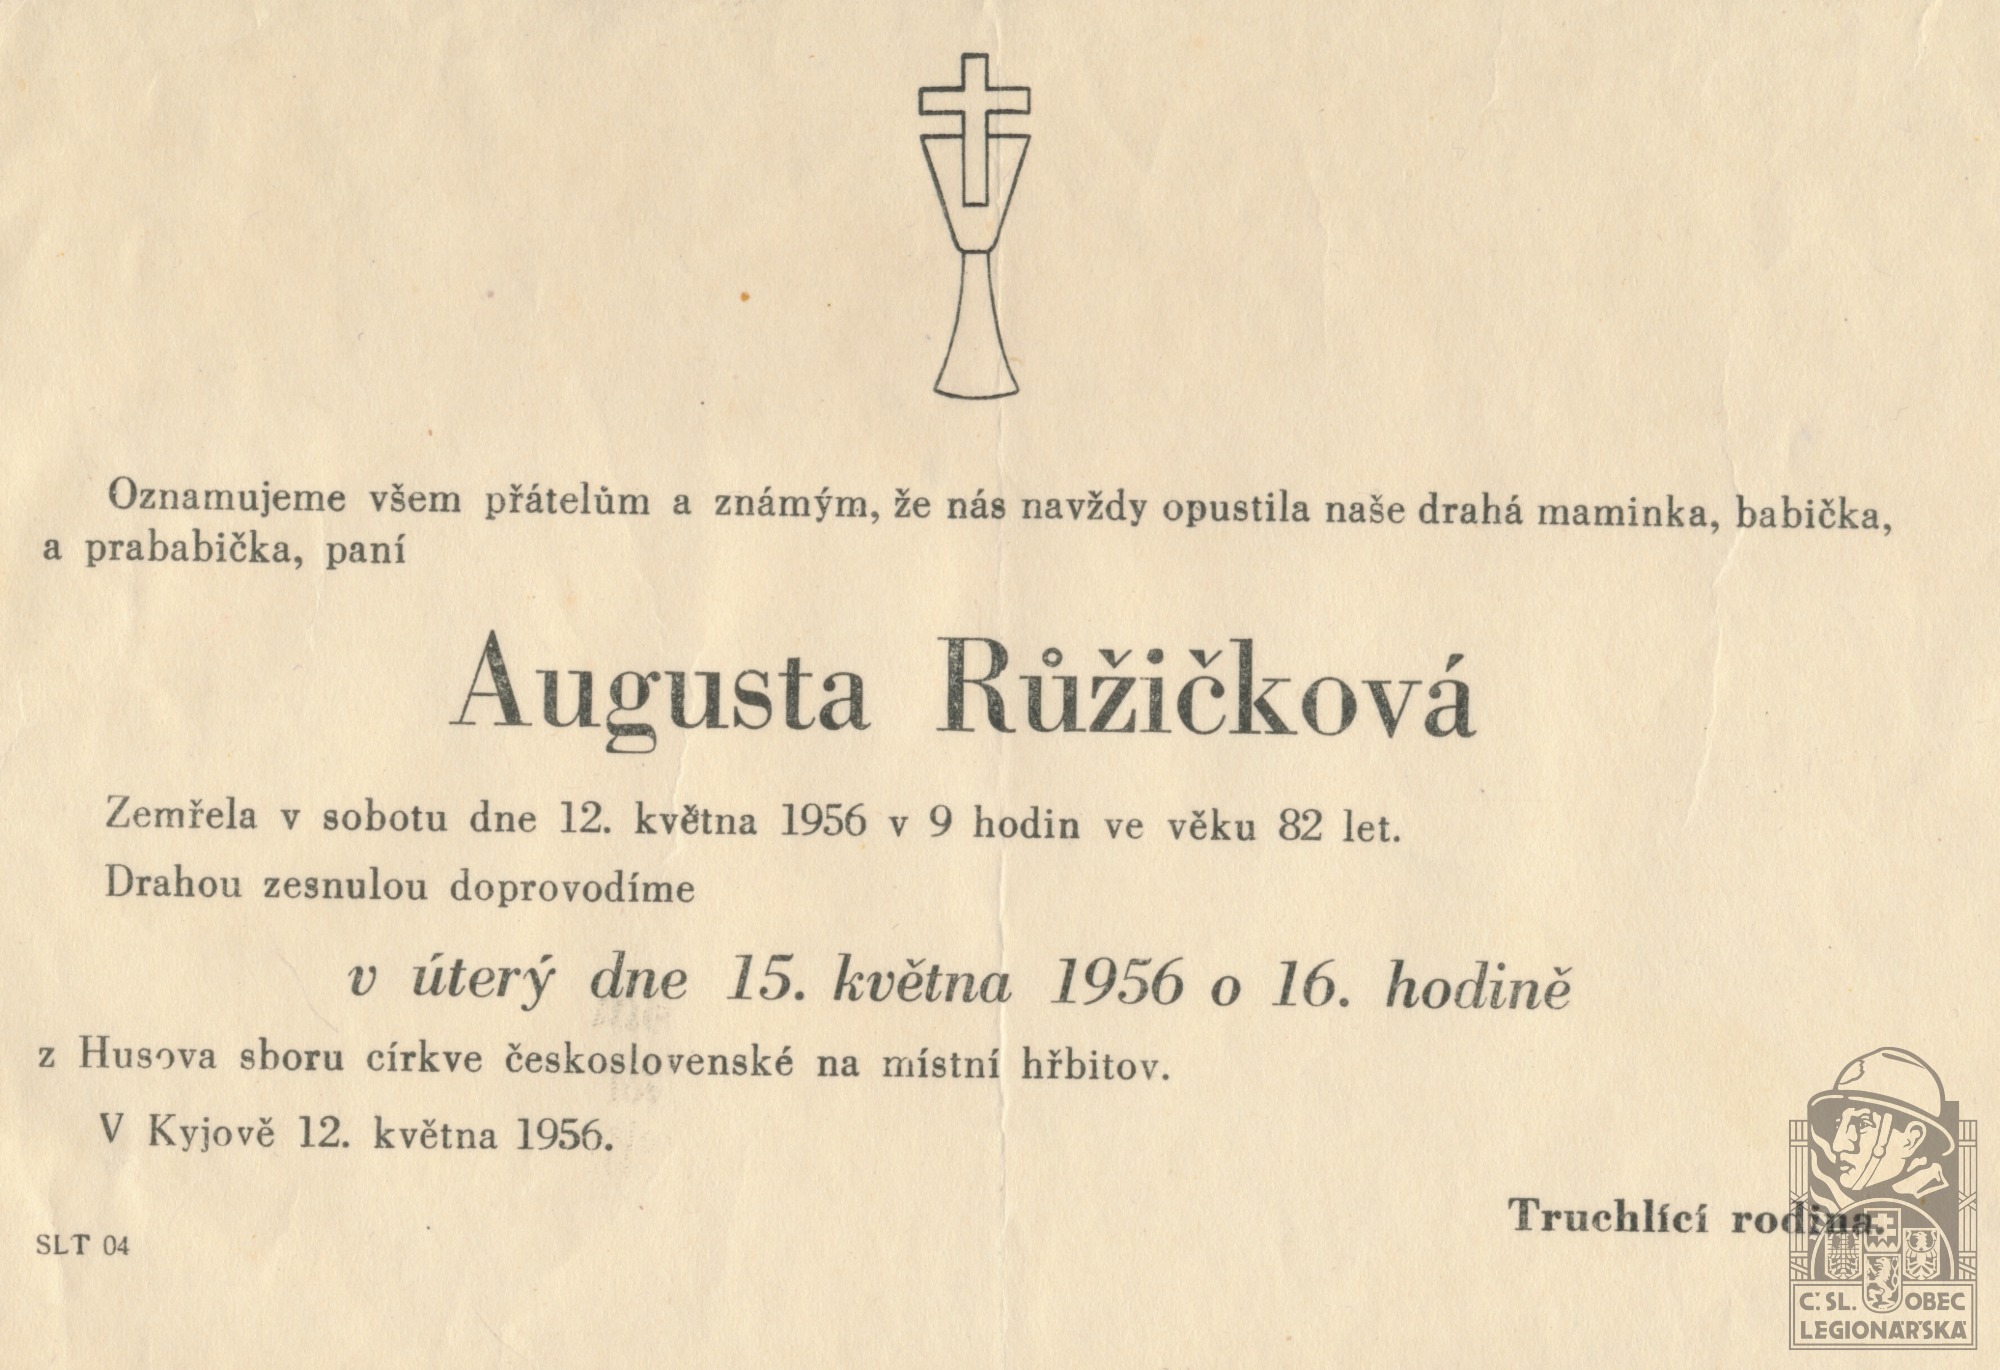 Oznamujeme všem přátelům a známým, že nás navždy opustila naše drahá maminka, babička,
a prababička, paní
Augusta Růžičková
Zemřela v sobotu dne 12. května 1956 v 9 hodin ve věku 82 let.
Drahou zesnulou doprovodíme
v úterý dne 15. května 1956 o 16. hodině
z Husova sboru církve československé na místní hřbitov.
V Kyjově 12. května 1956.
Truchlící rodina.
SLT 04
Č. SL. OBEC
LEGIONÁŘSKÁ